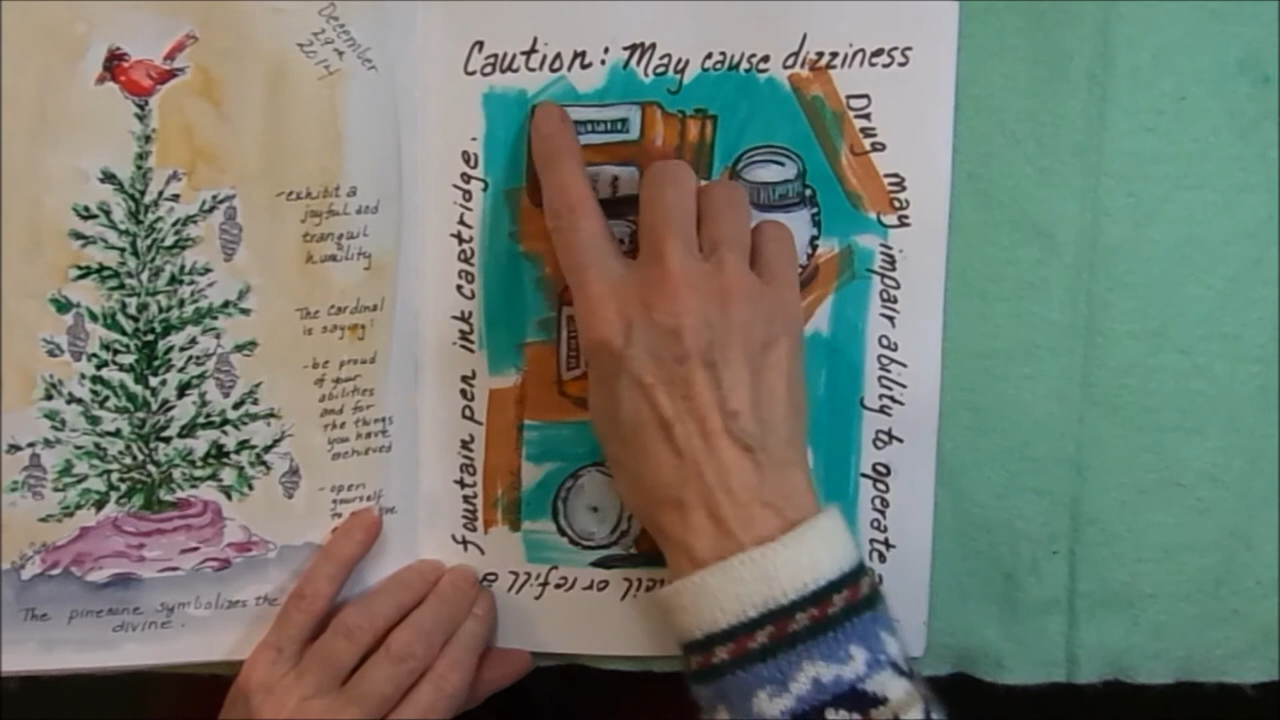 December
29th
2014
-exhibit a
joyful and
tranquil
humility
The Cardinal
is saying:
-be proud
of your
abilities
and for
the things
you have
achieved
-open
yourself
to
The pinecone symbolizes the
divine.
Caution: May cause dizziness
Drug may impair ability to operate a
or refill a
fountain pen ink cartridge.